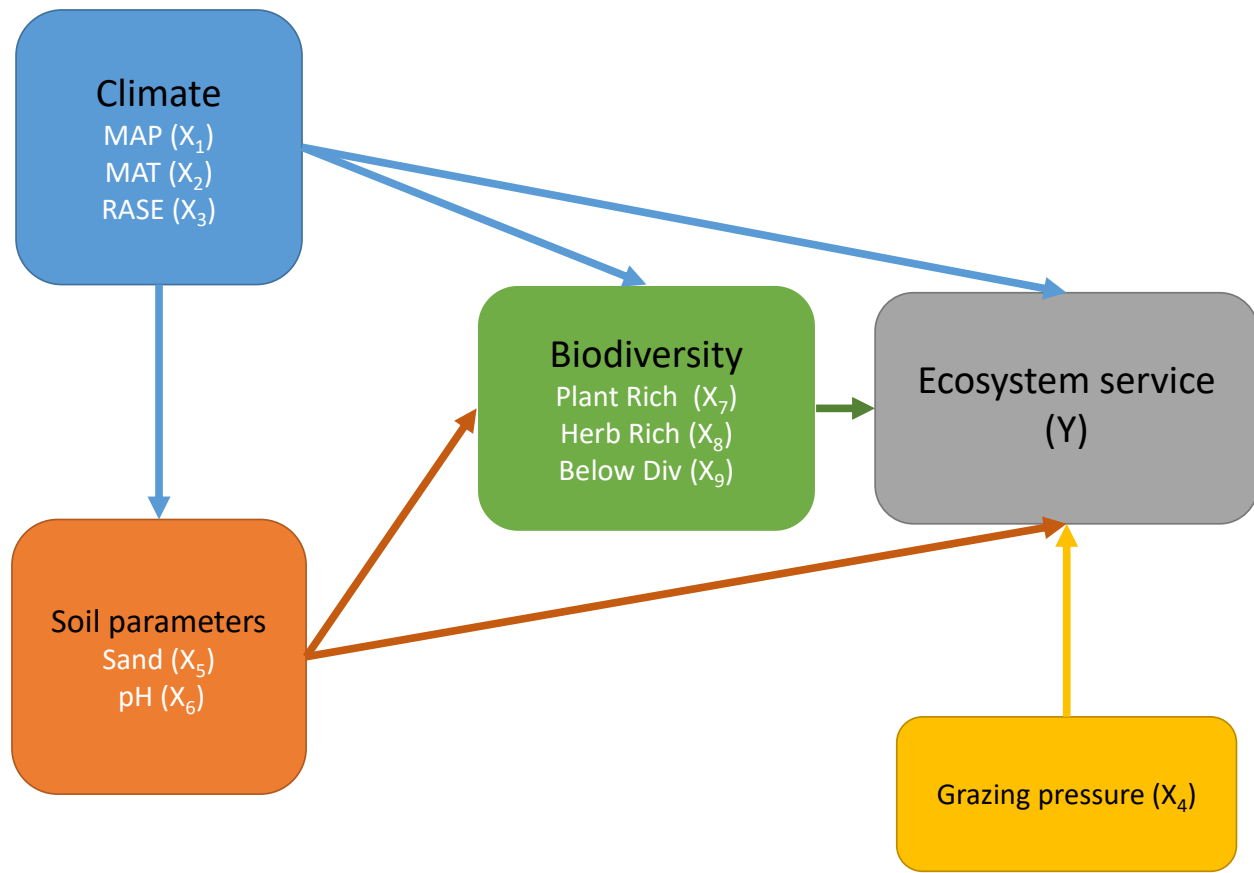 Climate
MAP (X₁)
MAT (X₂)
RASE (X₃)
Biodiversity
Plant Rich  (X₇)
Herb Rich (X₈)
Below Div (X₉)
Ecosystem service
(Y)
Soil parameters
Sand (X₅)
pH (X₆)
Grazing pressure (X₄)